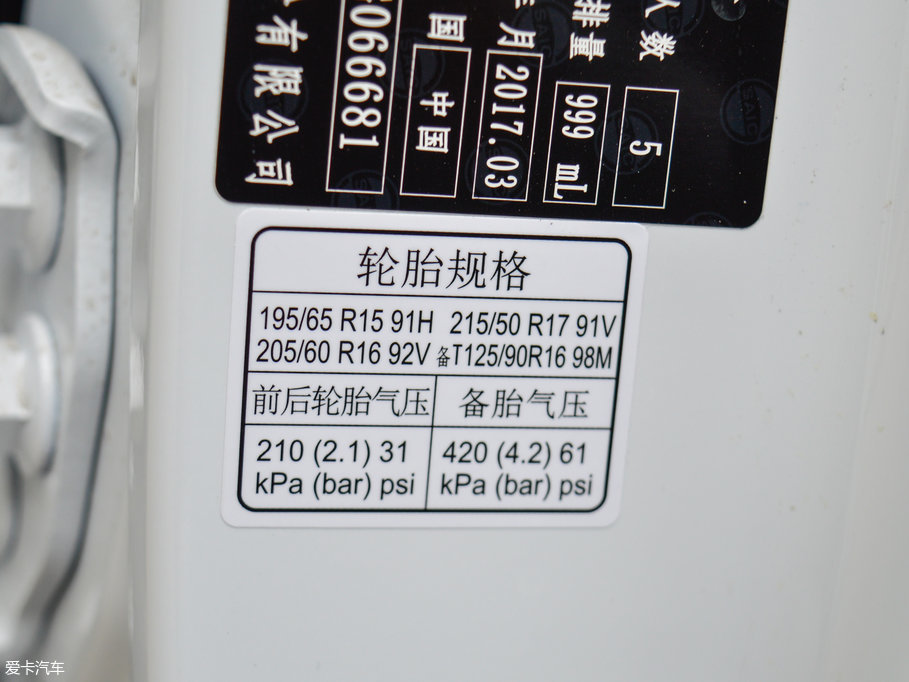 人数 5
排量 999 mL
年月 2017.03
国 中国
066681
有限公司
轮胎规格
195/65 R15 91H 215/50 R17 91V
205/60 R16 92V 备T125/90R16 98M
前后轮胎气压 备胎气压
210 (2.1) 31 420 (4.2) 61
kPa (bar) psi kPa (bar) psi
爱卡汽车